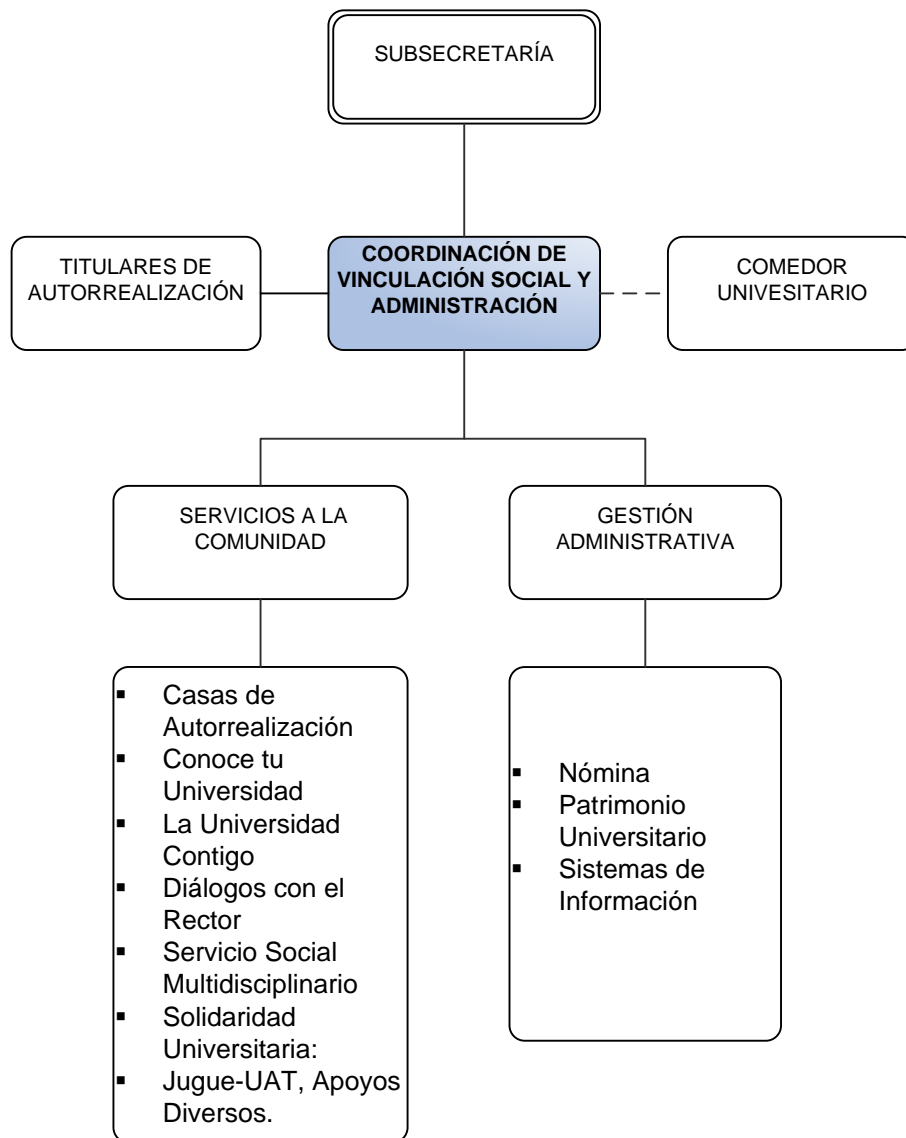 SUBSECRETARÍA
TITULARES DE
AUTORREALIZACIÓN
COORDINACIÓN DE
VINCULACIÓN SOCIAL Y
ADMINISTRACIÓN
COMEDOR
UNIVESITARIO
SERVICIOS A LA
COMUNIDAD
GESTIÓN
ADMINISTRATIVA
▪ Casas de
Autorrealización
▪ Conoce tu
Universidad
▪ La Universidad
Contigo
▪ Diálogos con el
Rector
▪ Servicio Social
Multidisciplinario
▪ Solidaridad
Universitaria:
▪ Jugue-UAT, Apoyos
Diversos.
▪ Nómina
▪ Patrimonio
Universitario
▪ Sistemas de
Información